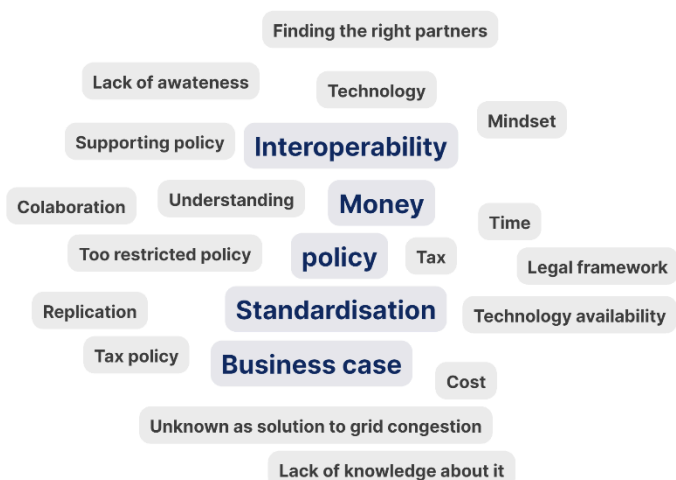 Finding the right partners
Lack of awateness
Technology
Mindset
Supporting policy
Interoperability
Colaboration
Understanding
Money
Time
Too restricted policy
policy
Tax
Legal framework
Replication
Standardisation
Technology availability
Tax policy
Business case
Cost
Unknown as solution to grid congestion
Lack of knowledge about it